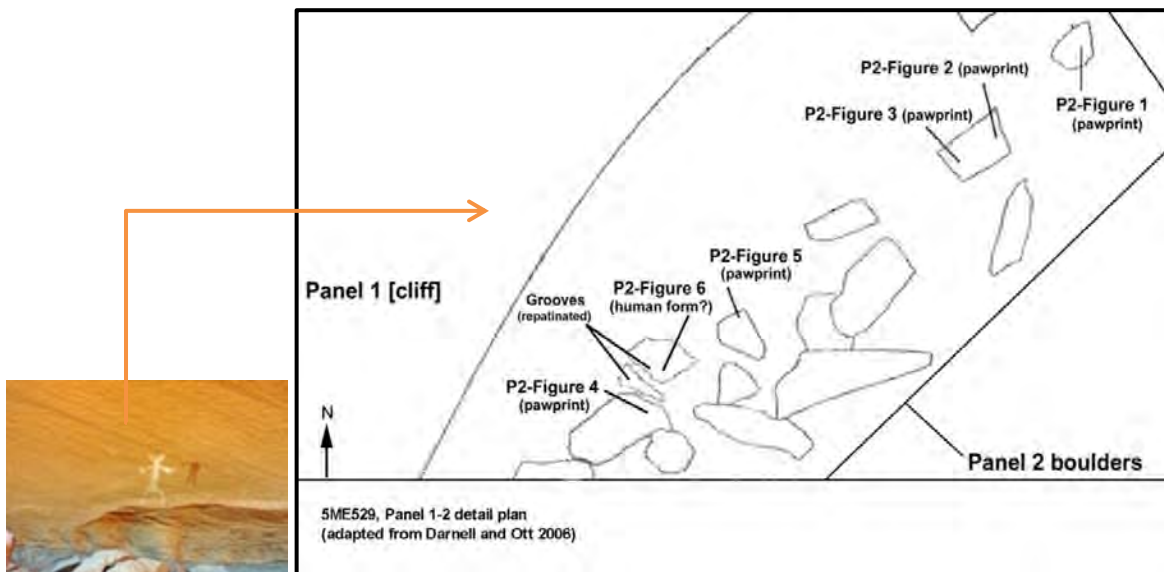 P2-Figure 2 (pawprint)
P2-Figure 3 (pawprint)
P2-Figure 1
(pawprint)
Panel 1 [cliff]
P2-Figure 5
(pawprint)
P2-Figure 6
(human form?)
Grooves
(repatinated)
P2-Figure 4
(pawprint)
N
Panel 2 boulders
5ME529, Panel 1-2 detail plan
(adapted from Darnell and Ott 2006)